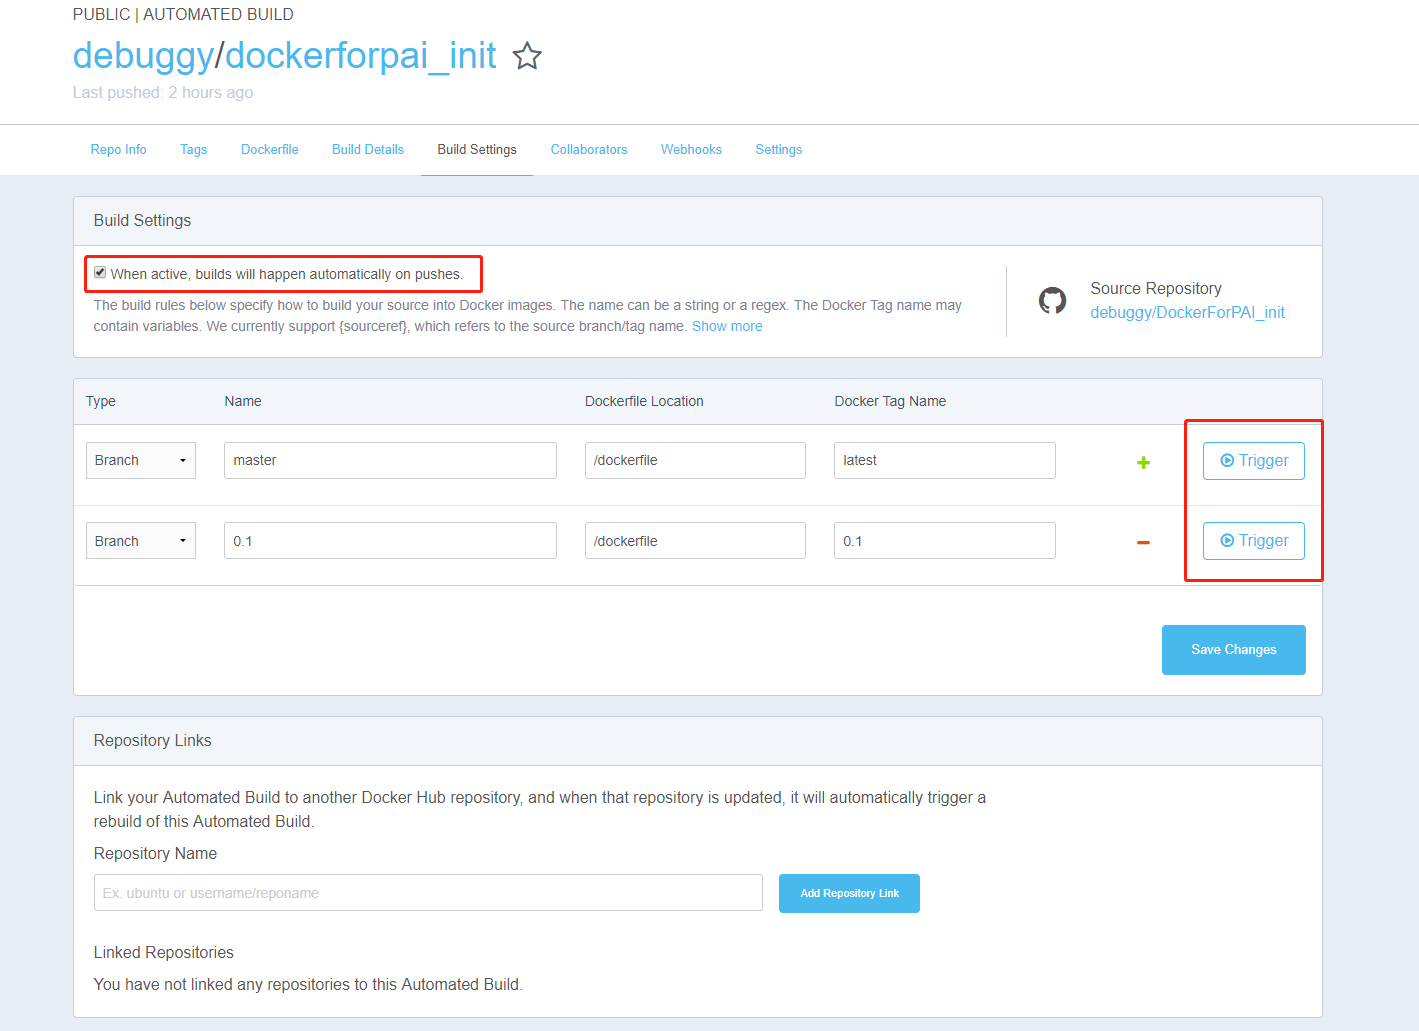 PUBLIC | AUTOMATED BUILD
debuggy/dockerforpai_init
Last pushed: 2 hours ago
Repo Info Tags Dockerfile Build Details Build Settings Collaborators Webhooks Settings
Build Settings
When active, builds will happen automatically on pushes.
The build rules below specify how to build your source into Docker images. The name can be a string or a regex. The Docker Tag name may
contain variables. We currently support {sourceref}, which refers to the source branch/tag name. Show more
Source Repository
debuggy/DockerForPAI_init
Type Name Dockerfile Location Docker Tag Name
Branch master /dockerfile latest Trigger
Branch 0.1 /dockerfile 0.1 Trigger
Save Changes
Repository Links
Link your Automated Build to another Docker Hub repository, and when that repository is updated, it will automatically trigger a
rebuild of this Automated Build.
Repository Name
Ex. ubuntu or username/reponame Add Repository Link
Linked Repositories
You have not linked any repositories to this Automated Build.